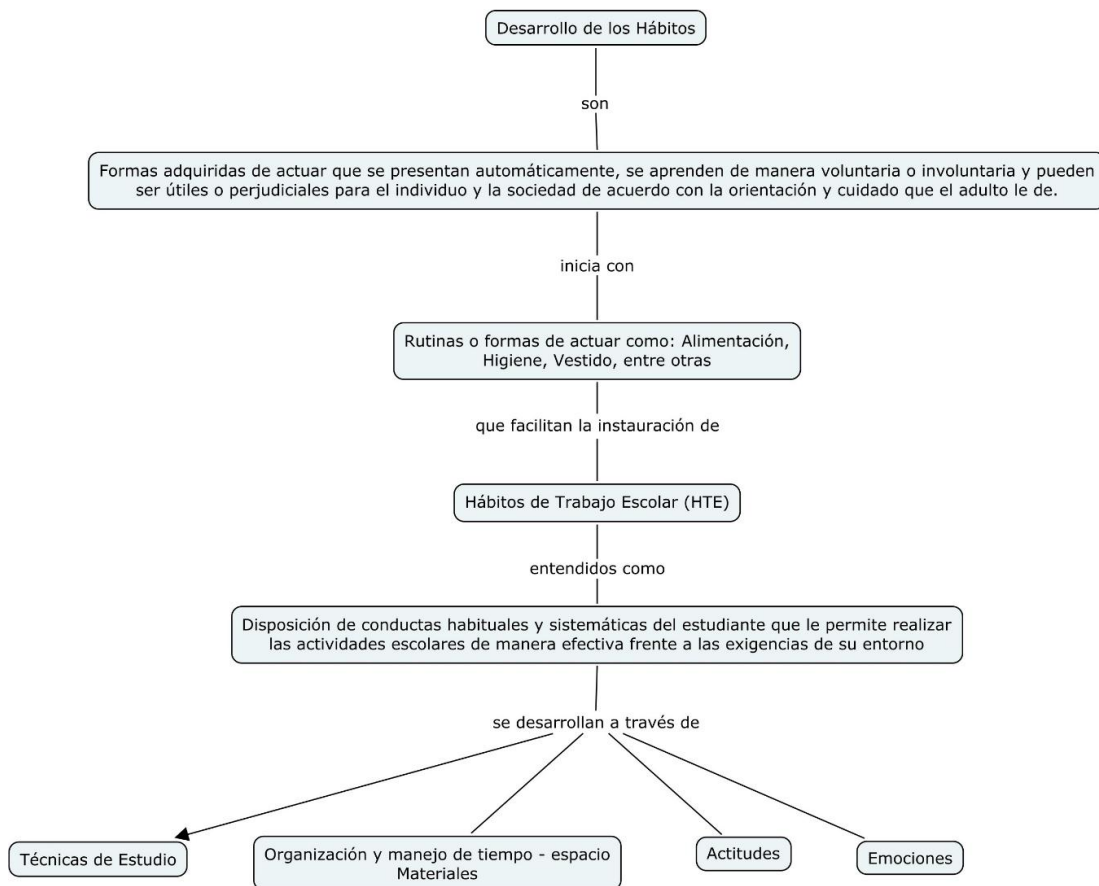 Desarrollo de los Hábitos
son
Formas adquiridas de actuar que se presentan automáticamente, se aprenden de manera voluntaria o involuntaria y pueden
ser útiles o perjudiciales para el individuo y la sociedad de acuerdo con la orientación y cuidado que el adulto le de.
inicia con
Rutinas o formas de actuar como: Alimentación,
Higiene, Vestido, entre otras
que facilitan la instauración de
Hábitos de Trabajo Escolar (HTE)
entendidos como
Disposición de conductas habituales y sistemáticas del estudiante que le permite realizar
las actividades escolares de manera efectiva frente a las exigencias de su entorno
se desarrollan a través de
Técnicas de Estudio
Organización y manejo de tiempo - espacio
Materiales
Actitudes
Emociones